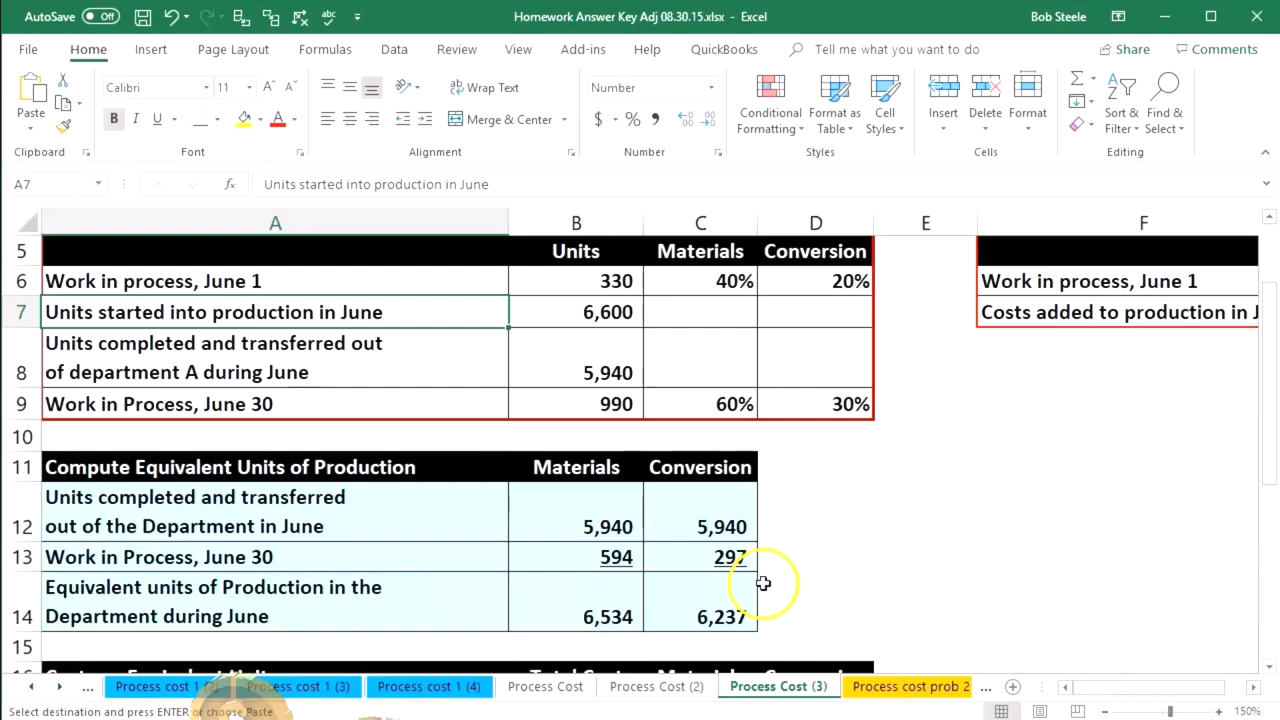 AutoSave Off Homework Answer Key Adj 08.30.15.xlsx - Excel Bob Steele
File Home Insert Page Layout Formulas Data Review View Add-ins Help QuickBooks Tell me what you want to do Share Comments
Calibri 11 Wrap Text Number
Paste B I U Merge & Center $ % Conditional Formatting Format as Table Cell Styles Insert Delete Format Sort & Filter Find & Select
Clipboard Font Alignment Number Styles Cells Editing
A7 fx Units started into production in June
A B C D E F
5 Units Materials Conversion
6 Work in process, June 1 330 40% 20% Work in process, June 1
7 Units started into production in June 6,600 Costs added to production in J
Units completed and transferred out
8 of department A during June 5,940
9 Work in Process, June 30 990 60% 30%
10
11 Compute Equivalent Units of Production Materials Conversion
Units completed and transferred
12 out of the Department in June 5,940 5,940
13 Work in Process, June 30 594 297
Equivalent units of Production in the
14 Department during June 6,534 6,237
15
... Process cost 1 (2) Process cost 1 (3) Process cost 1 (4) Process Cost Process Cost (2) Process Cost (3) Process cost prob 2 ...
Select destination and press ENTER or choose Paste 150%